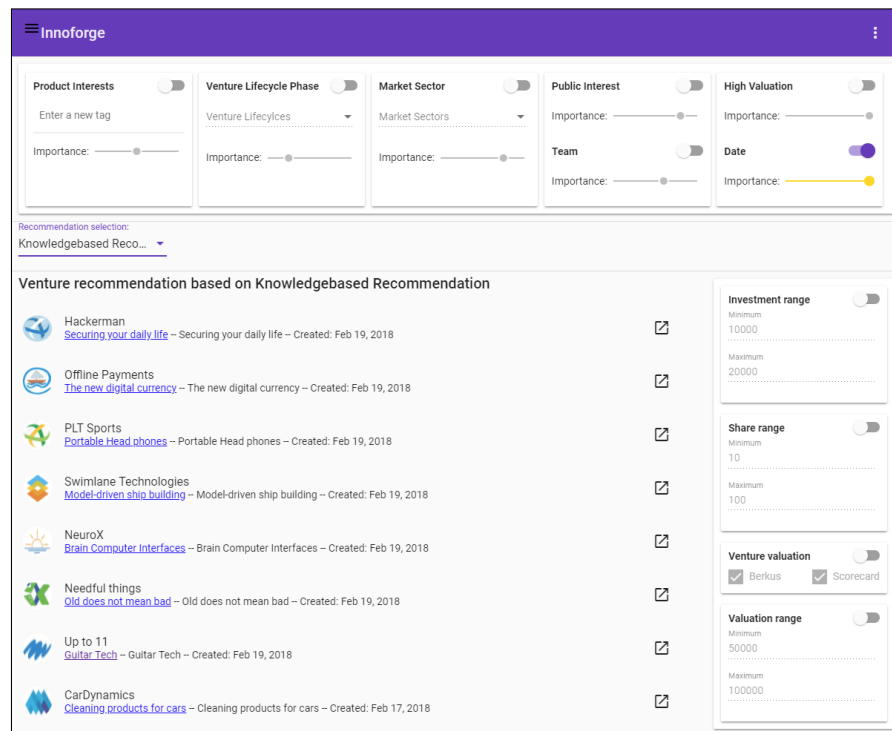 Innoforge
Product Interests
Enter a new tag
Importance:
Venture Lifecycle Phase
Venture Lifecylces
Importance:
Market Sector
Market Sectors
Importance:
Public Interest
Importance:
Team
Importance:
High Valuation
Importance:
Date
Importance:
Recommendation selection:
Knowledgebased Reco...
Venture recommendation based on Knowledgebased Recommendation
Hackerman
Securing your daily life -- Securing your daily life -- Created: Feb 19, 2018
Offline Payments
The new digital currency -- The new digital currency -- Created: Feb 19, 2018
PLT Sports
Portable Head phones -- Portable Head phones -- Created: Feb 19, 2018
Swimlane Technologies
Model-driven ship building -- Model-driven ship building -- Created: Feb 19, 2018
NeuroX
Brain Computer Interfaces -- Brain Computer Interfaces -- Created: Feb 19, 2018
Needful things
Old does not mean bad -- Old does not mean bad -- Created: Feb 19, 2018
Up to 11
Guitar Tech -- Guitar Tech -- Created: Feb 19, 2018
CarDynamics
Cleaning products for cars -- Cleaning products for cars -- Created: Feb 17, 2018
Investment range
Minimum
10000
Maximum
20000
Share range
Minimum
10
Maximum
100
Venture valuation
Berkus Scorecard
Valuation range
Minimum
50000
Maximum
100000